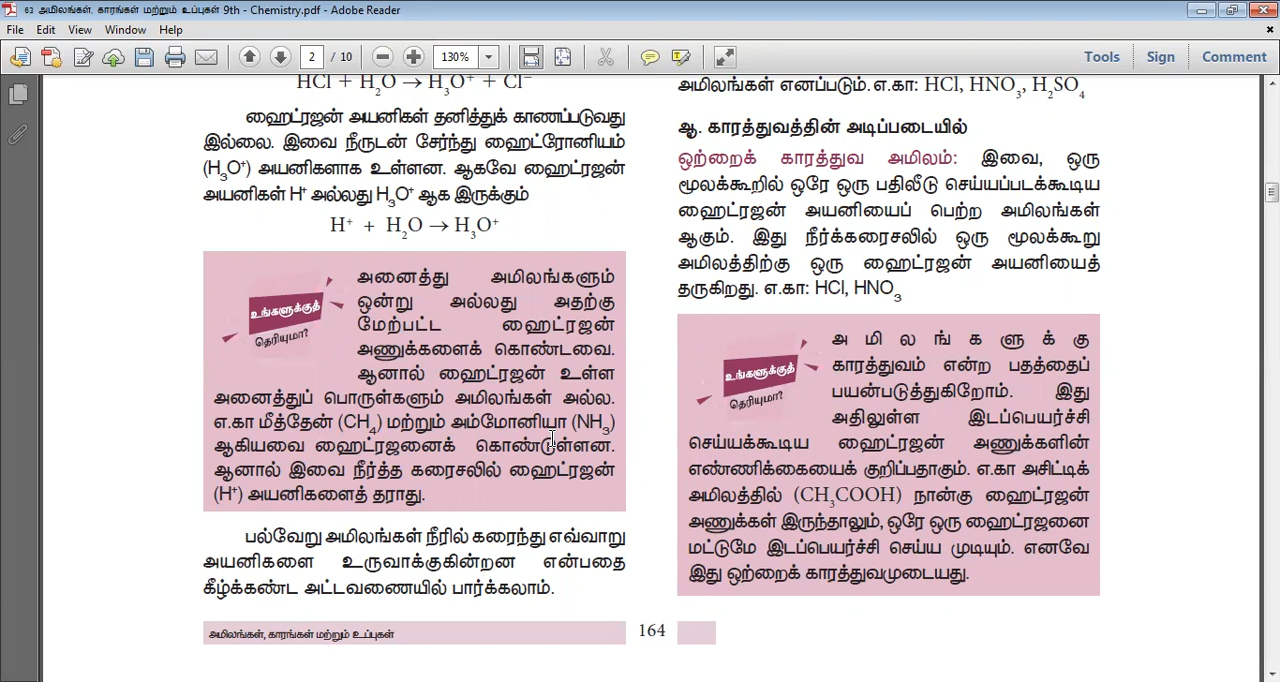 63 அமிலங்கள், காரங்கள் மற்றும் உப்புகள் 9th - Chemistry.pdf - Adobe Reader
File Edit View Window Help
2 / 10 130% Tools Sign Comment
HCl + H₂O → H₃O⁺ + Cl⁻
ஹைட்ரஜன் அயனிகள் தனித்துக் காணப்படுவது
இல்லை. இவை நீருடன் சேர்ந்து ஹைட்ரோனியம்
(H₃O⁺) அயனிகளாக உள்ளன. ஆகவே ஹைட்ரஜன்
அயனிகள் H⁺ அல்லது H₃O⁺ ஆக இருக்கும்
H⁺ + H₂O → H₃O⁺
உங்களுக்குத்
தெரியுமா?
அனைத்து அமிலங்களும்
ஒன்று அல்லது அதற்கு
மேற்பட்ட ஹைட்ரஜன்
அணுக்களைக் கொண்டவை.
ஆனால் ஹைட்ரஜன் உள்ள
அனைத்துப் பொருள்களும் அமிலங்கள் அல்ல.
எ.கா மீத்தேன் (CH₄) மற்றும் அம்மோனியா (NH₃)
ஆகியவை ஹைட்ரஜனைக் கொண்டுள்ளன.
ஆனால் இவை நீர்த்த கரைசலில் ஹைட்ரஜன்
(H⁺) அயனிகளைத் தராது.
பல்வேறு அமிலங்கள் நீரில் கரைந்து எவ்வாறு
அயனிகளை உருவாக்குகின்றன என்பதை
கீழ்க்கண்ட அட்டவணையில் பார்க்கலாம்.
அமிலங்கள் எனப்படும். எ.கா: HCl, HNO₃, H₂SO₄
ஆ. காரத்துவத்தின் அடிப்படையில்
ஒற்றைக் காரத்துவ அமிலம்: இவை, ஒரு
மூலக்கூறில் ஒரே ஒரு பதிலீடு செய்யப்படக்கூடிய
ஹைட்ரஜன் அயனியைப் பெற்ற அமிலங்கள்
ஆகும். இது நீர்க்கரைசலில் ஒரு மூலக்கூறு
அமிலத்திற்கு ஒரு ஹைட்ரஜன் அயனியைத்
தருகிறது. எ.கா: HCl, HNO₃
உங்களுக்குத்
தெரியுமா?
அமிலங்களுக்கு
காரத்துவம் என்ற பதத்தைப்
பயன்படுத்துகிறோம். இது
அதிலுள்ள இடப்பெயர்ச்சி
செய்யக்கூடிய ஹைட்ரஜன் அணுக்களின்
எண்ணிக்கையைக் குறிப்பதாகும். எ.கா அசிட்டிக்
அமிலத்தில் (CH₃COOH) நான்கு ஹைட்ரஜன்
அணுக்கள் இருந்தாலும், ஒரே ஒரு ஹைட்ரஜனை
மட்டுமே இடப்பெயர்ச்சி செய்ய முடியும். எனவே
இது ஒற்றைக் காரத்துவமுடையது.
அமிலங்கள், காரங்கள் மற்றும் உப்புகள் 164